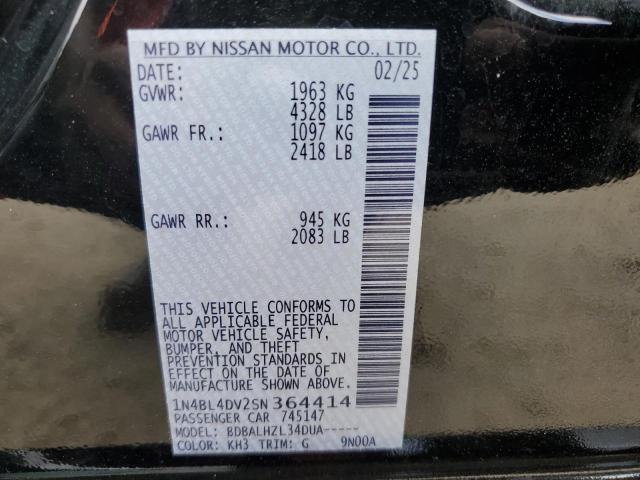 MFD BY NISSAN MOTOR CO., LTD.
DATE: 02/25
GVWR: 1963 KG
4328 LB
GAWR FR.: 1097 KG
2418 LB
GAWR RR.: 945 KG
2083 LB
THIS VEHICLE CONFORMS TO
ALL APPLICABLE FEDERAL
MOTOR VEHICLE SAFETY,
BUMPER, AND THEFT
PREVENTION STANDARDS IN
EFFECT ON THE DATE OF
MANUFACTURE SHOWN ABOVE.
1N4BL4DV2SN364414
PASSENGER CAR 745147
MODEL: BDBALHZL34DUA-----
COLOR: KH3 TRIM: G 9N00A